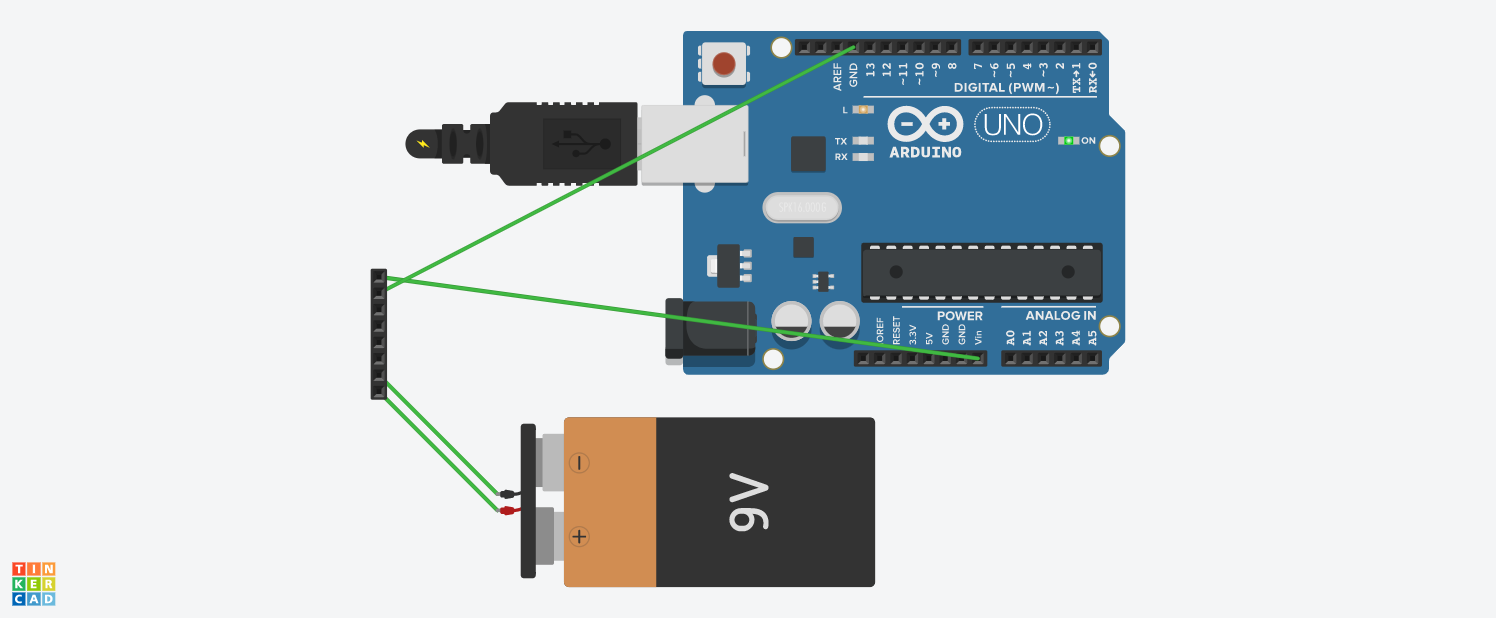 AREF
GND
13
12
~11
~10
~9
8
7
~6
~5
4
~3
2
TX→1
RX←0
DIGITAL (PWM~)
L
TX
RX
UNO
ARDUINO
ON
IOREF
RESET
3.3V
5V
GND
GND
Vin
POWER
ANALOG IN
A0
A1
A2
A3
A4
A5
9V
TIN
KER
CAD